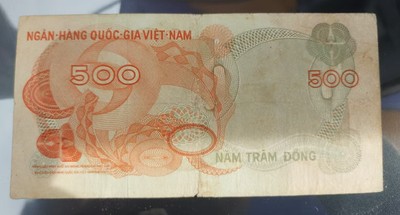 NGÂN-HÀNG QUỐC-GIA VIỆT-NAM
500
500
NĂM TRĂM ĐỒNG